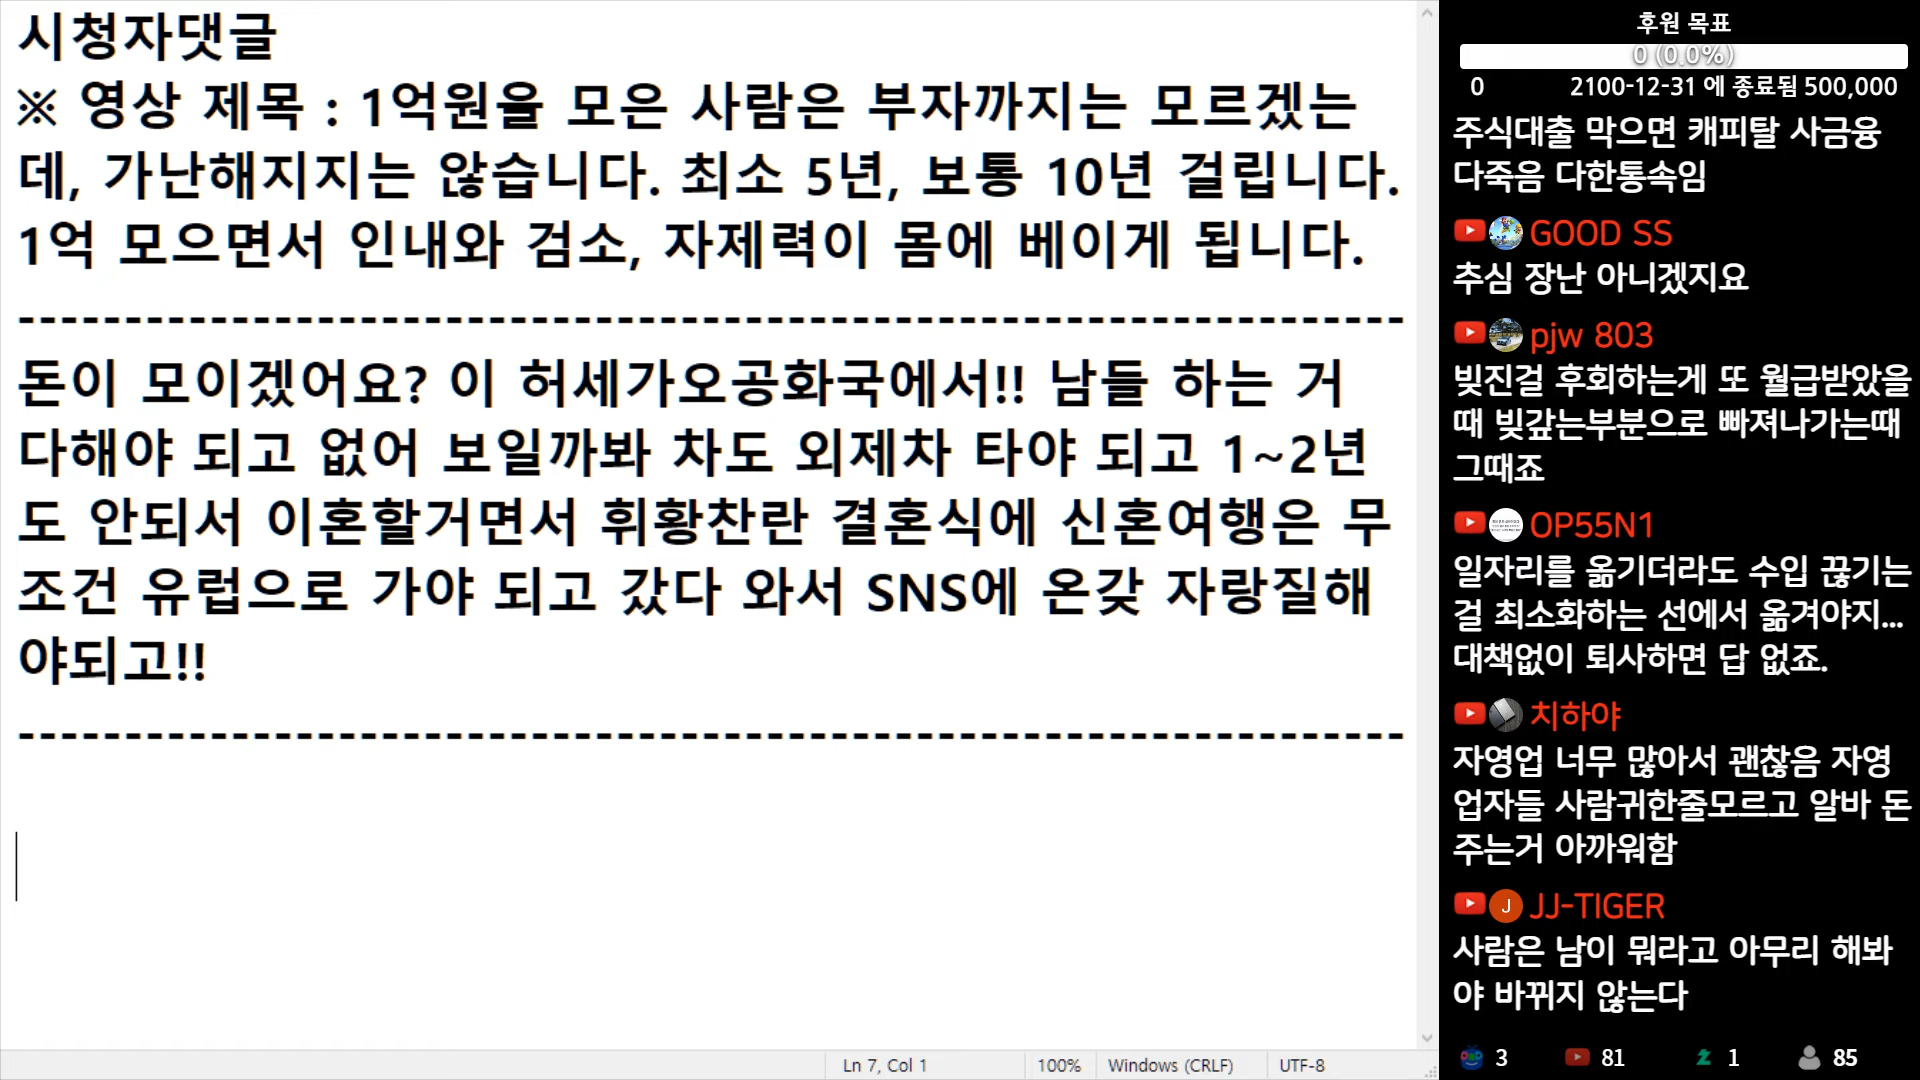 시청자댓글
※ 영상 제목 : 1억원을 모은 사람은 부자까지는 모르겠는
데, 가난해지지는 않습니다. 최소 5년, 보통 10년 걸립니다.
1억 모으면서 인내와 검소, 자제력이 몸에 베이게 됩니다.
------------------------------------------------------------------
돈이 모이겠어요? 이 허세가오공화국에서!! 남들 하는 거
다해야 되고 없어 보일까봐 차도 외제차 타야 되고 1~2년
도 안되서 이혼할거면서 휘황찬란 결혼식에 신혼여행은 무
조건 유럽으로 가야 되고 갔다 와서 SNS에 온갖 자랑질해
야되고!!
------------------------------------------------------------------
Ln 7, Col 1
100%
Windows (CRLF)
UTF-8
후원 목표
0 (0.0%)
0 2100-12-31 에 종료됨 500,000
주식대출 막으면 캐피탈 사금융
다죽음 다한통속임
GOOD SS
추심 장난 아니겠지요
pjw 803
빚진걸 후회하는게 또 월급받았을
때 빚갚는부분으로 빠져나가는때
그때죠
OP55N1
일자리를 옮기더라도 수입 끊기는
걸 최소화하는 선에서 옮겨야지...
대책없이 퇴사하면 답 없죠.
치하야
자영업 너무 많아서 괜찮음 자영
업자들 사람귀한줄모르고 알바 돈
주는거 아까워함
J JJ-TIGER
사람은 남이 뭐라고 아무리 해봐
야 바뀌지 않는다
3 81 1 85